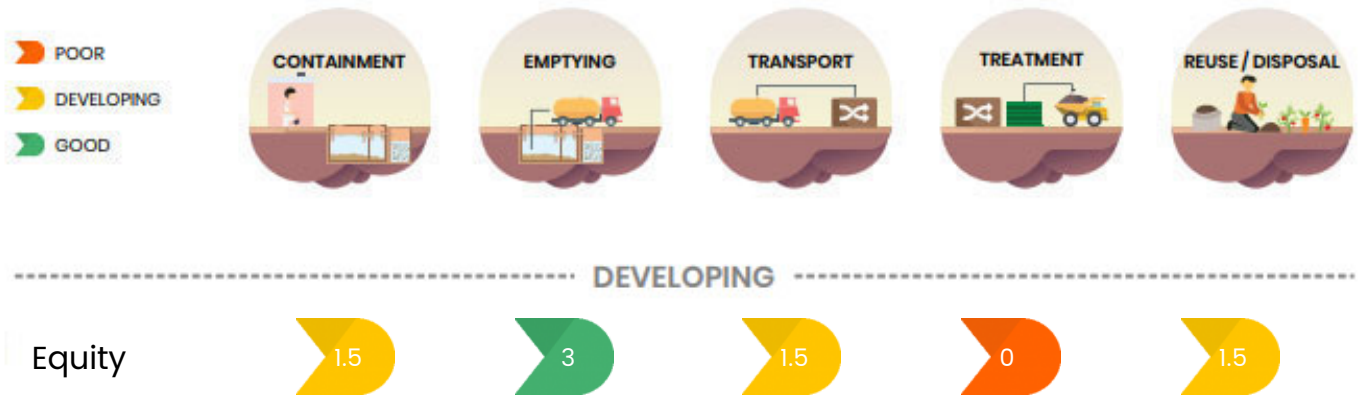 POOR
DEVELOPING
GOOD
CONTAINMENT
EMPTYING
TRANSPORT
TREATMENT
REUSE / DISPOSAL
DEVELOPING
Equity
1.5
3
1.5
0
1.5